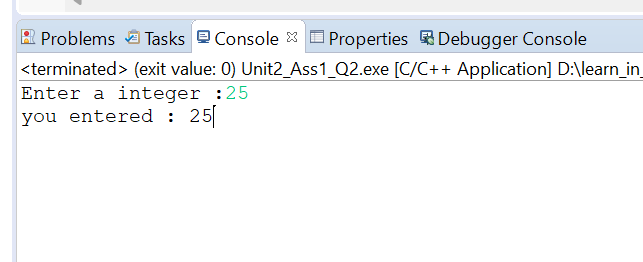 Problems Tasks Console Properties Debugger Console
<terminated> (exit value: 0) Unit2_Ass1_Q2.exe [C/C++ Application] D:\learn_in_
Enter a integer :25
you entered : 25